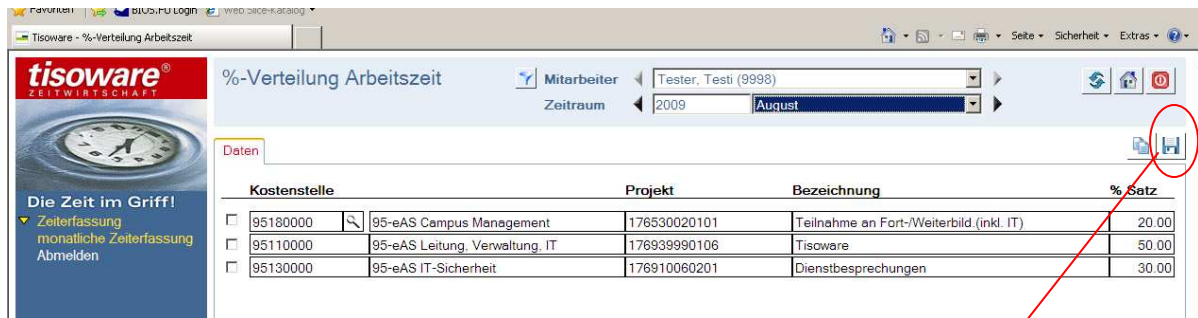 Favoriten BIOS.FU Login Web Slice-Katalog
Tisoware - %-Verteilung Arbeitszeit
Seite Sicherheit Extras
tisoware®
ZEITWIRTSCHAFT
%-Verteilung Arbeitszeit
Mitarbeiter Tester, Testi (9998)
Zeitraum 2009 August
Daten
Die Zeit im Griff!
Zeiterfassung
monatliche Zeiterfassung
Abmelden
Kostenstelle Projekt Bezeichnung % Satz
95180000 95-eAS Campus Management 176530020101 Teilnahme an Fort-/Weiterbild.(inkl. IT) 20.00
95110000 95-eAS Leitung, Verwaltung, IT 176939990106 Tisoware 50.00
95130000 95-eAS IT-Sicherheit 176910060201 Dienstbesprechungen 30.00